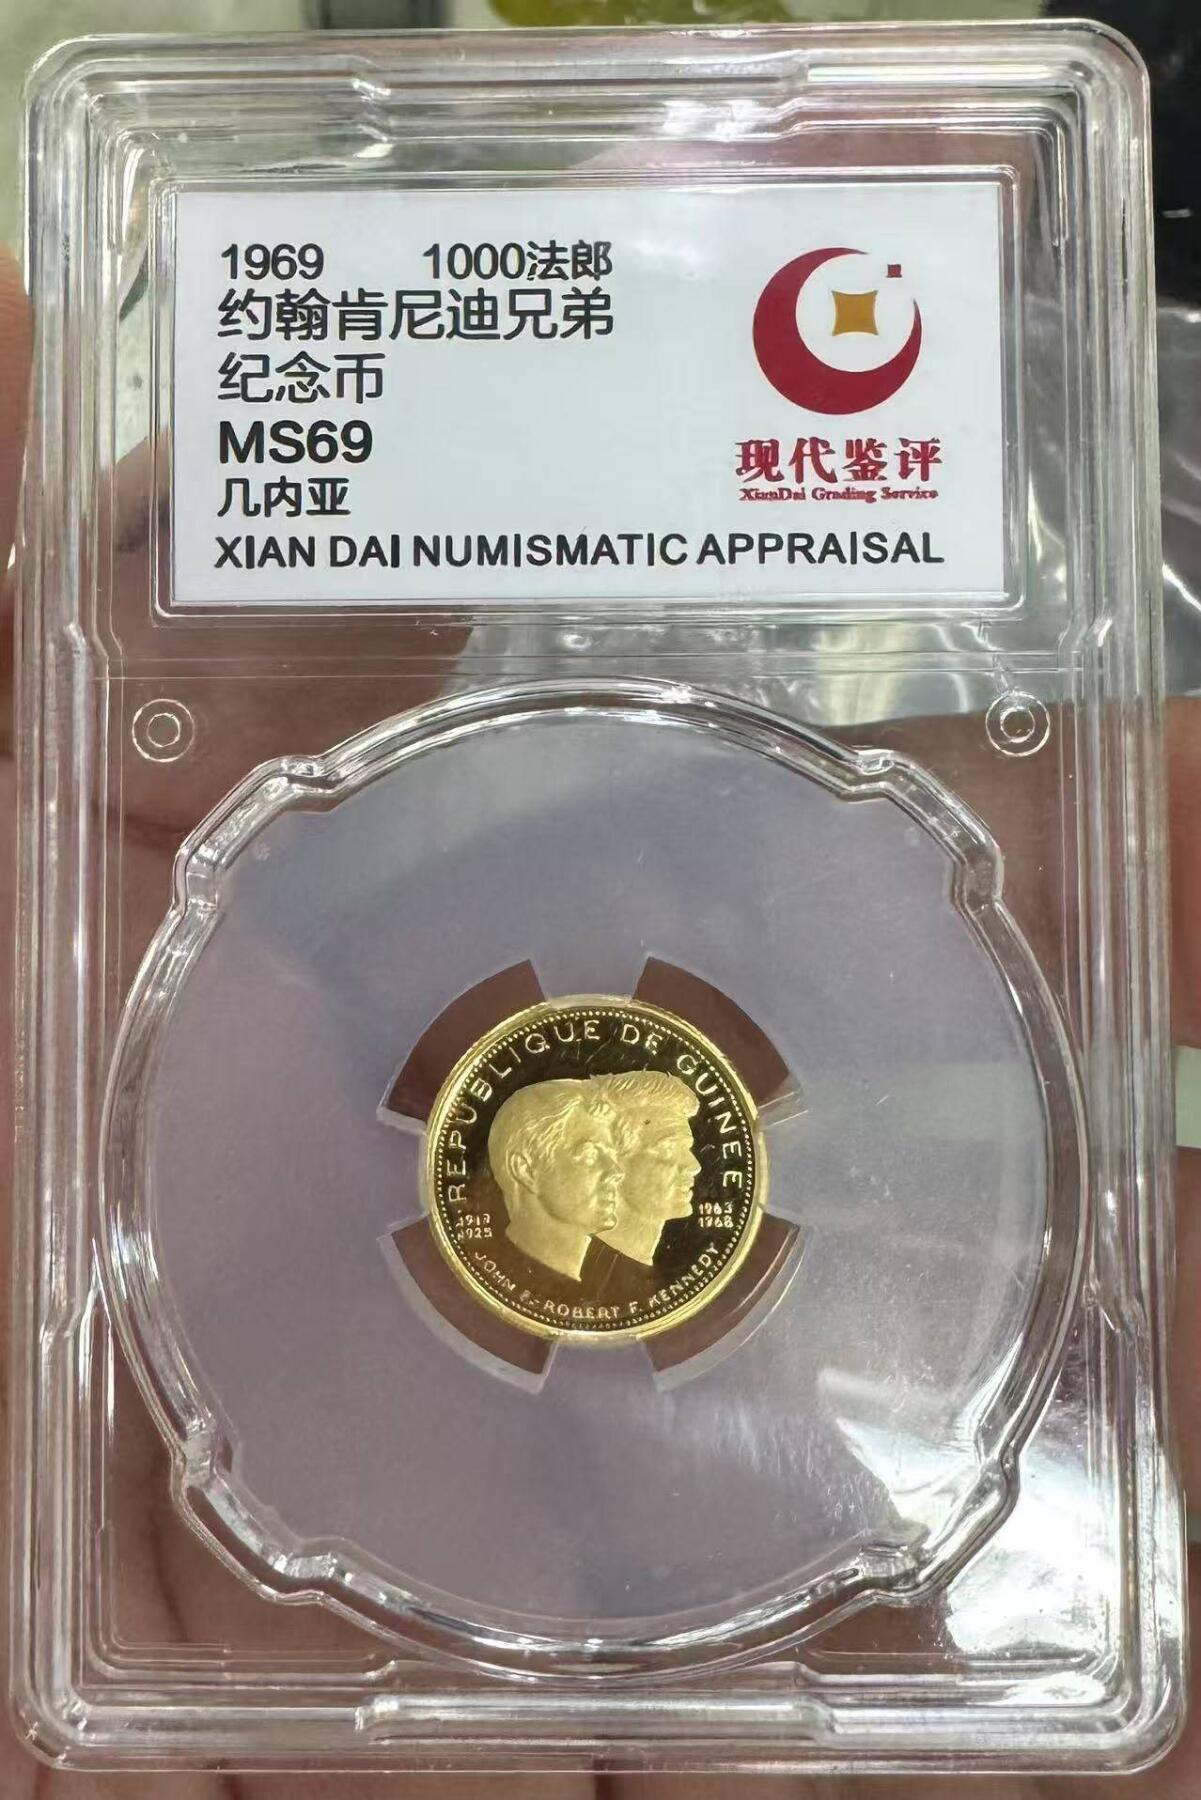 1969 1000法郎
约翰肯尼迪兄弟
纪念币
MS69
几内亚
现代鉴评
XianDai Grading Service
XIAN DAI NUMISMATIC APPRAISAL
REPUBLIQUE DE GUINEE
1917
1925
1963
1968
JOHN & ROBERT F. KENNEDY